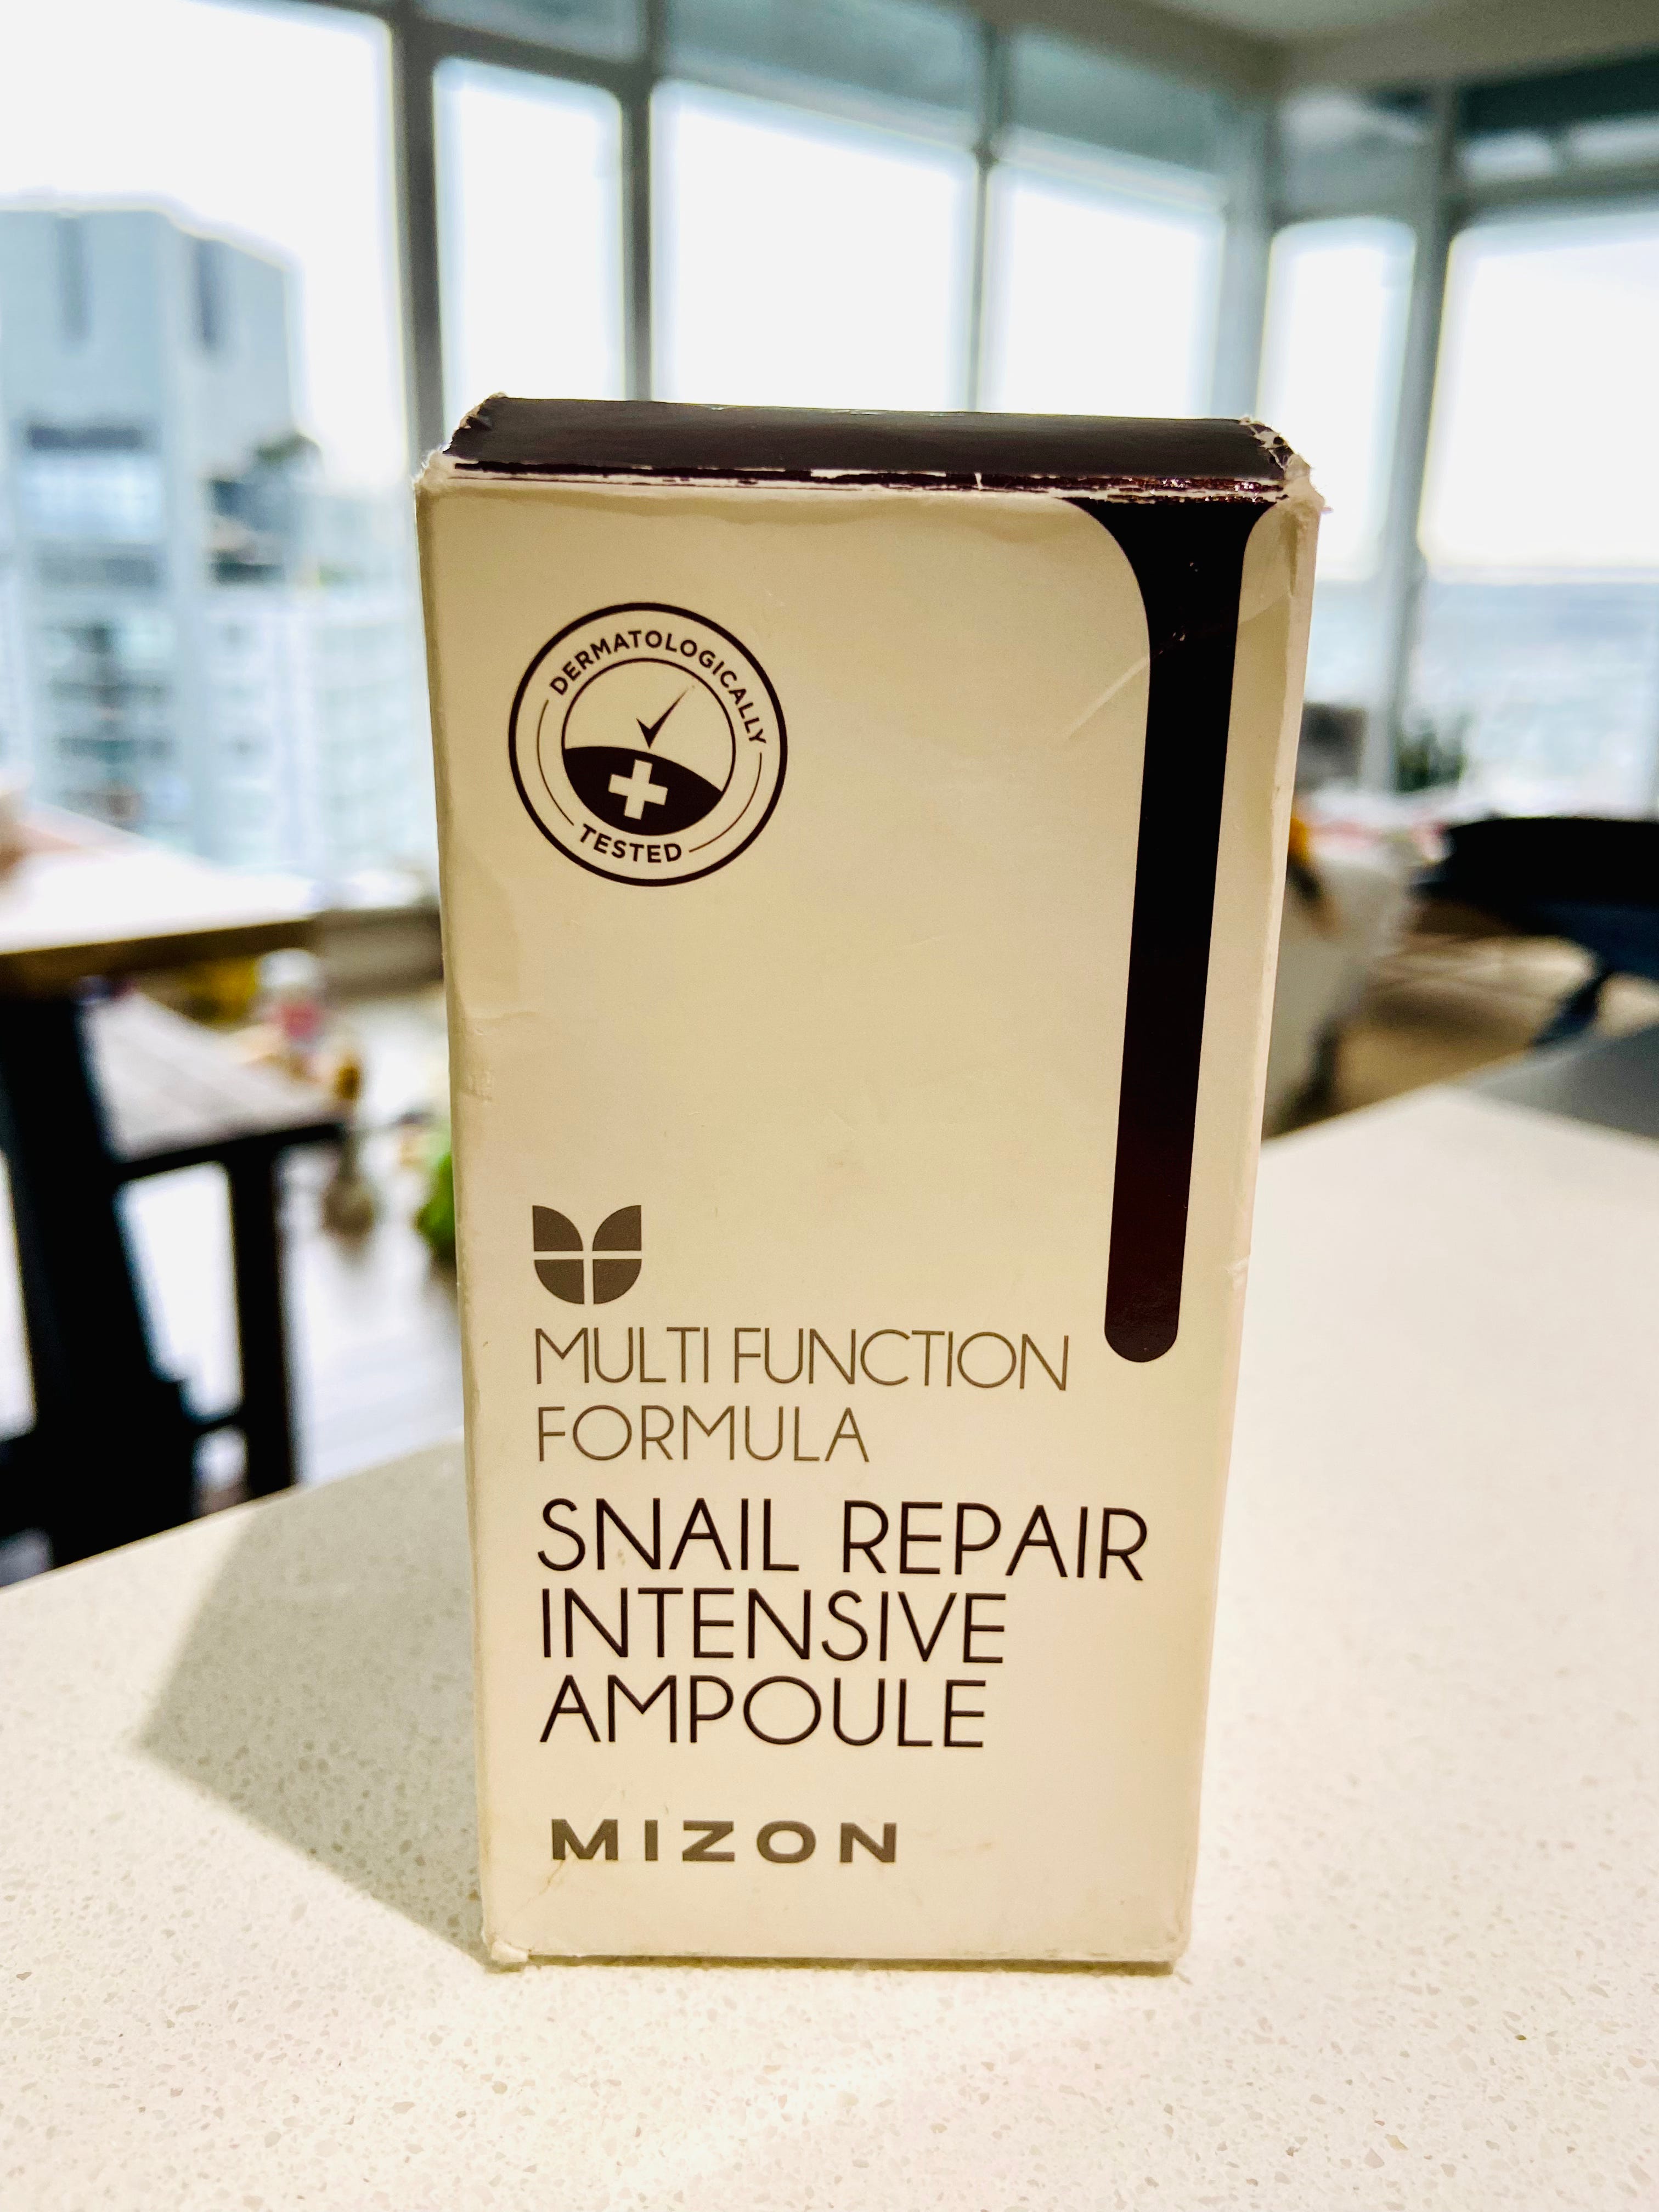 DERMATOLOGICALLY
TESTED
MULTI FUNCTION
FORMULA
SNAIL REPAIR
INTENSIVE
AMPOULE
MIZON